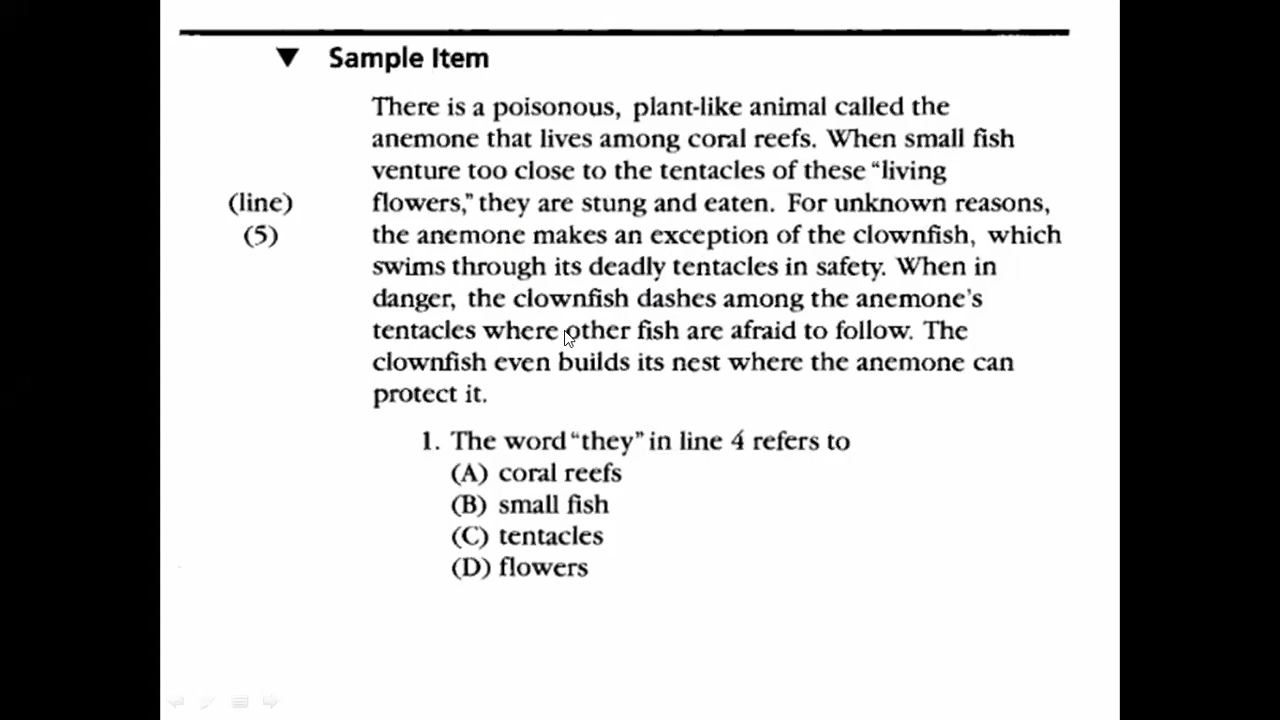 ▼ Sample Item
There is a poisonous, plant-like animal called the
anemone that lives among coral reefs. When small fish
venture too close to the tentacles of these “living
(line) flowers,” they are stung and eaten. For unknown reasons,
(5) the anemone makes an exception of the clownfish, which
swims through its deadly tentacles in safety. When in
danger, the clownfish dashes among the anemone’s
tentacles where other fish are afraid to follow. The
clownfish even builds its nest where the anemone can
protect it.
1. The word “they” in line 4 refers to
(A) coral reefs
(B) small fish
(C) tentacles
(D) flowers